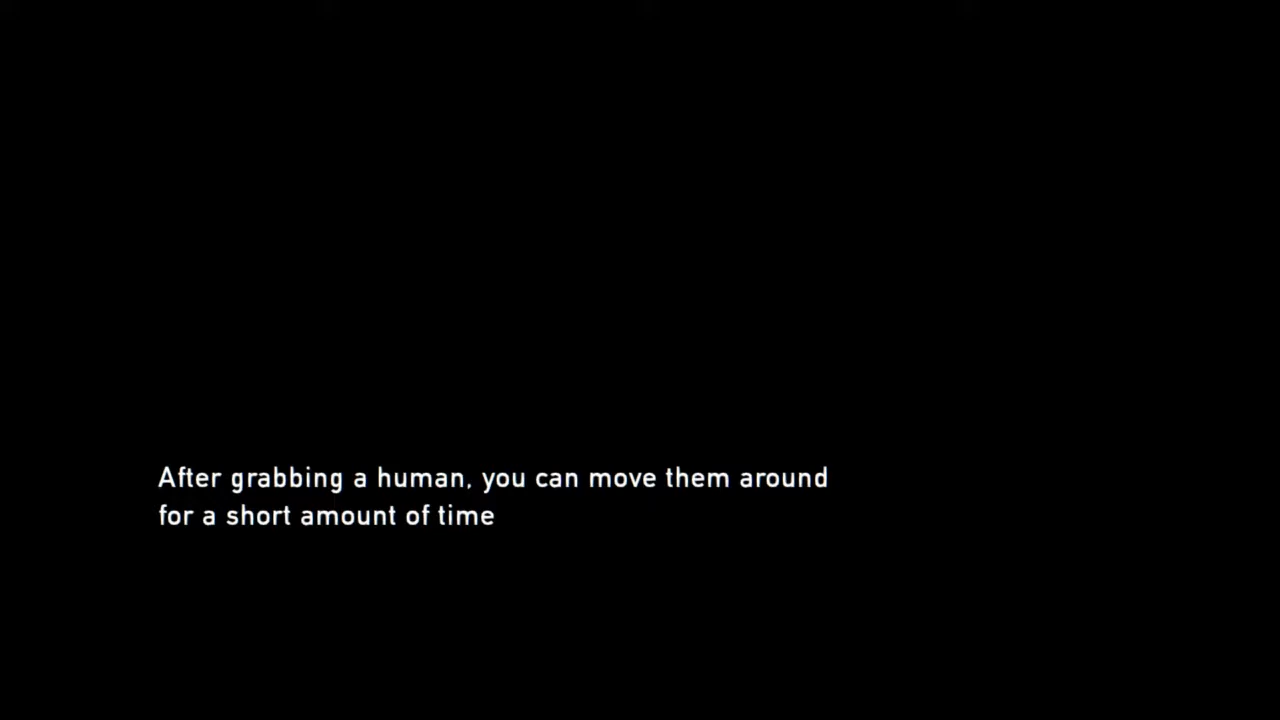 After grabbing a human, you can move them around
for a short amount of time